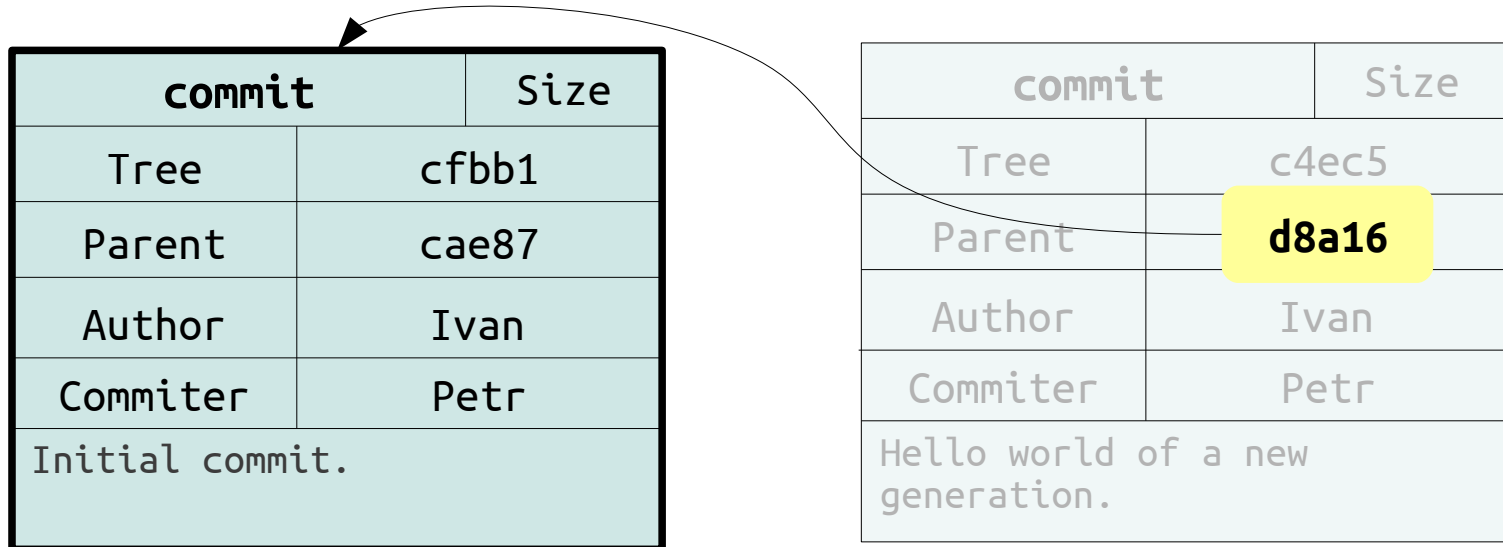 commit Size
Tree cfbb1
Parent cae87
Author Ivan
Commiter Petr
Initial commit.
commit Size
Tree c4ec5
Parent d8a16
Author Ivan
Commiter Petr
Hello world of a new
generation.